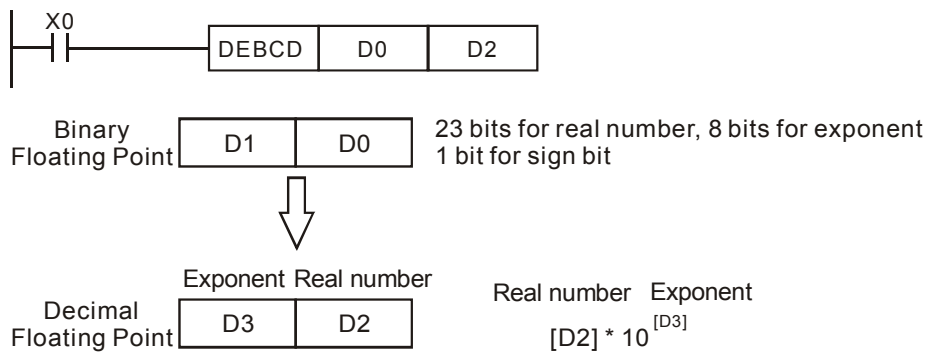 X0
DEBCD D0 D2
Binary
Floating Point
D1 D0
23 bits for real number, 8 bits for exponent
1 bit for sign bit
Exponent Real number
Decimal
Floating Point
D3 D2
Real number Exponent
[D2] * 10 [D3]